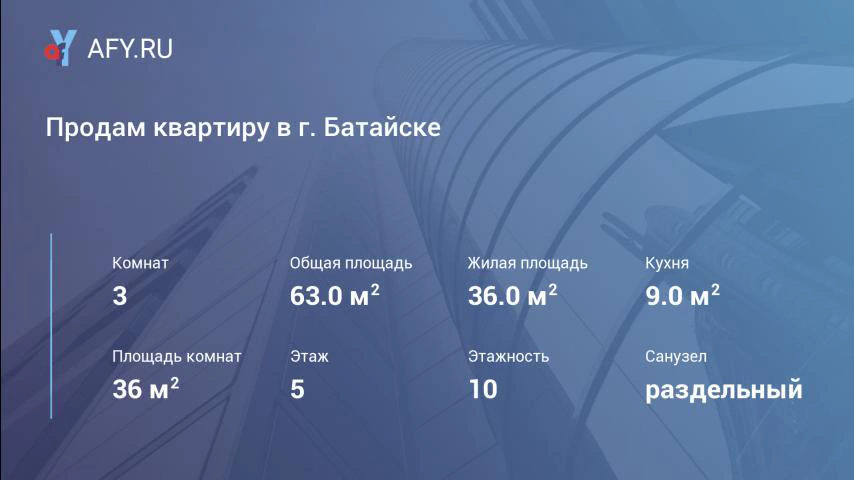 AFY.RU
Продам квартиру в г. Батайске
Комнат
3
Общая площадь
63.0 м²
Жилая площадь
36.0 м²
Кухня
9.0 м²
Площадь комнат
36 м²
Этаж
5
Этажность
10
Санузел
раздельный